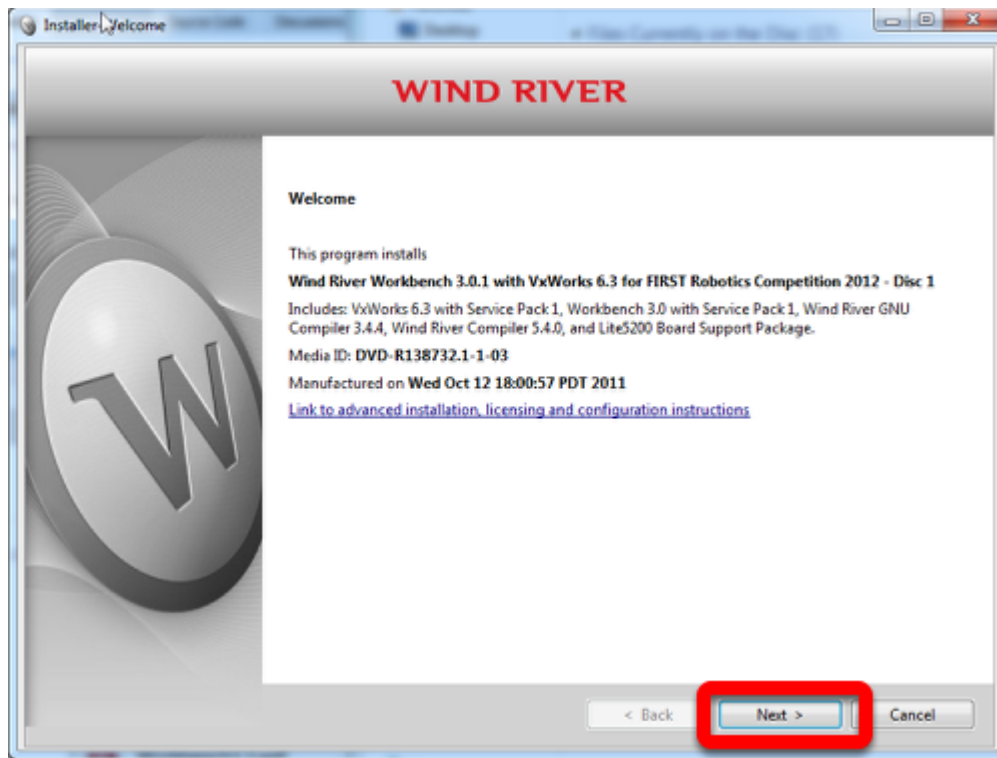 Installer Welcome
WIND RIVER
Welcome
This program installs
Wind River Workbench 3.0.1 with VxWorks 6.3 for FIRST Robotics Competition 2012 - Disc 1
Includes: VxWorks 6.3 with Service Pack 1, Workbench 3.0 with Service Pack 1, Wind River GNU
Compiler 3.4.4, Wind River Compiler 5.4.0, and Lite5200 Board Support Package.
Media ID: DVD-R138732.1-1-03
Manufactured on Wed Oct 12 18:00:57 PDT 2011
Link to advanced installation, licensing and configuration instructions
< Back Next > Cancel